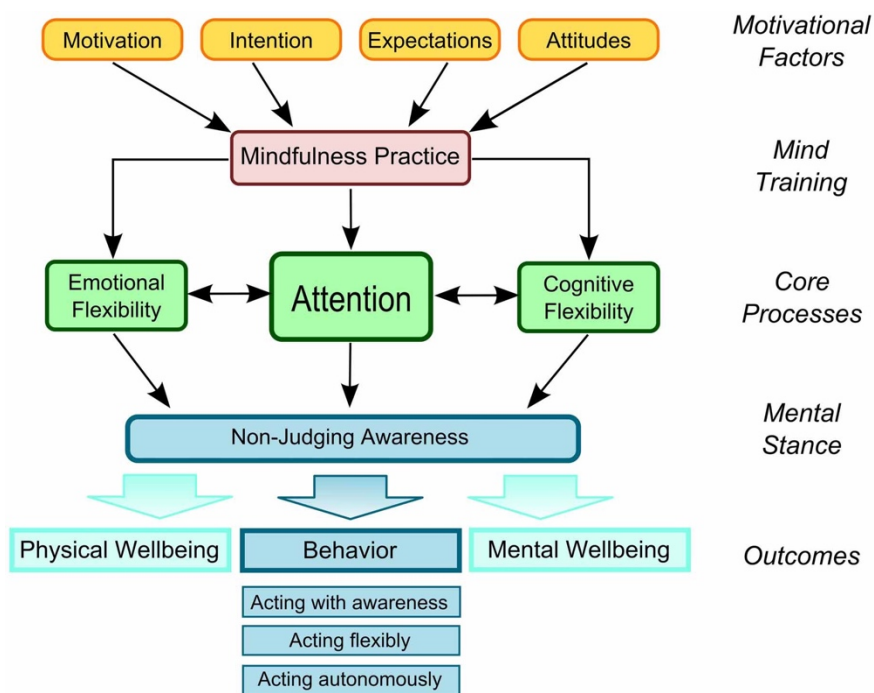 Motivation
Intention
Expectations
Attitudes
Motivational
Factors
Mindfulness Practice
Mind
Training
Emotional
Flexibility
Attention
Cognitive
Flexibility
Core
Processes
Non-Judging Awareness
Mental
Stance
Physical Wellbeing
Behavior
Mental Wellbeing
Outcomes
Acting with awareness
Acting flexibly
Acting autonomously